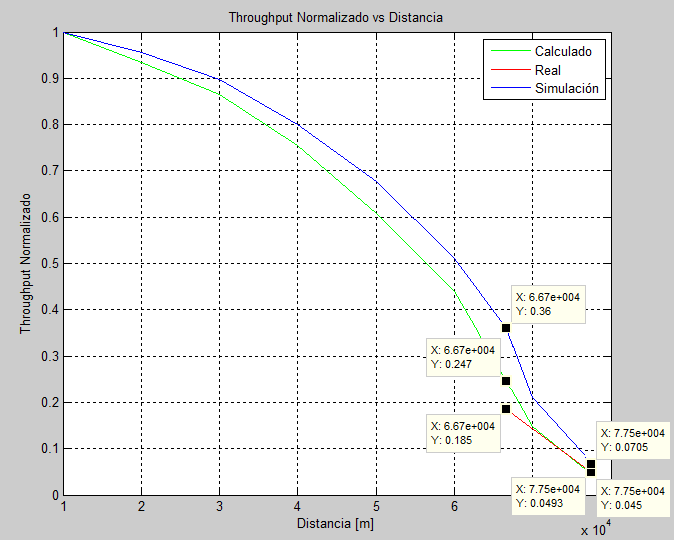 Throughput Normalizado vs Distancia
Calculado
Real
Simulación
Throughput Normalizado
1
0.9
0.8
0.7
0.6
0.5
0.4
0.3
0.2
0.1
0
X: 6.67e+004
Y: 0.36
X: 6.67e+004
Y: 0.247
X: 6.67e+004
Y: 0.185
X: 7.75e+004
Y: 0.0705
X: 7.75e+004
Y: 0.0493
X: 7.75e+004
Y: 0.045
1 2 3 4 5 6
x 10^4
Distancia [m]